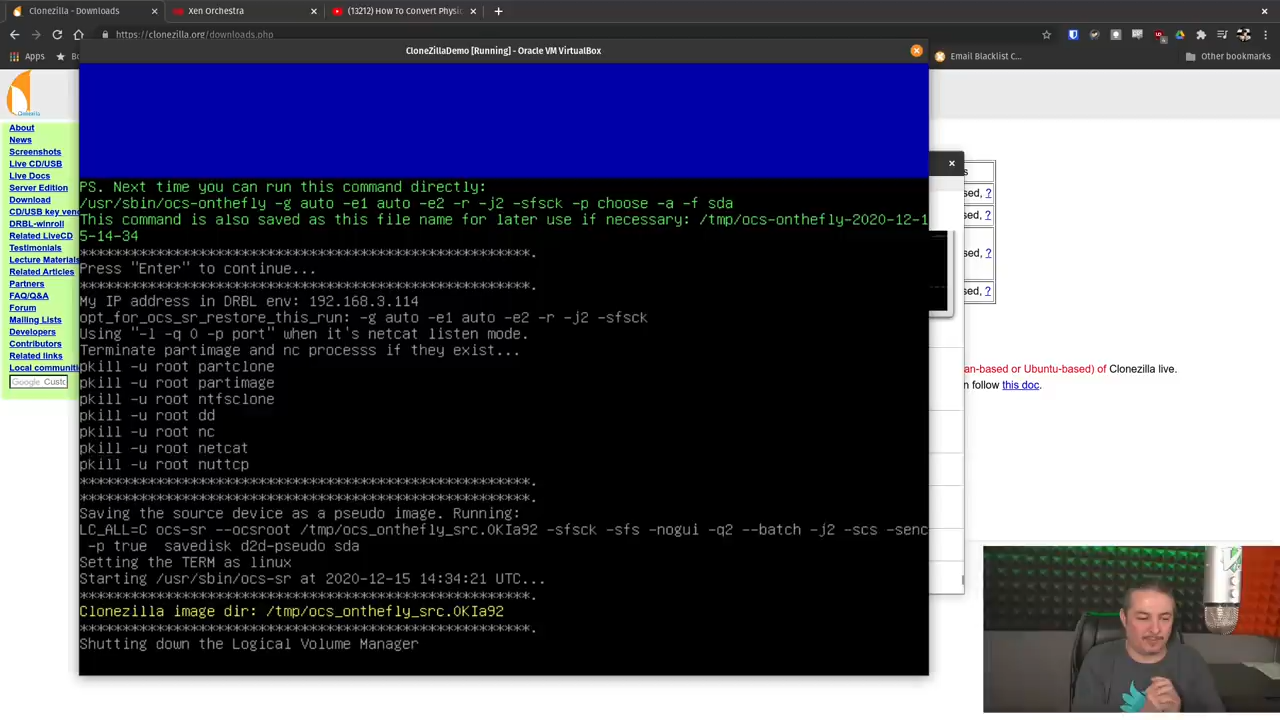 Clonezilla - Downloads
Xen Orchestra
(13212) How To Convert Physic
https://clonezilla.org/downloads.php
Apps
Bo
CloneZillaDemo [Running] - Oracle VM VirtualBox
Email Blacklist C...
Other bookmarks
Clonezilla
About
News
Screenshots
Live CD/USB
Live Docs
Server Edition
Download
CD/USB key vend
DRBL-winroll
Related LiveCD
Testimonials
Lecture Materials
Related Articles
Partners
FAQ/Q&A
Forum
Mailing Lists
Developers
Contributors
Related links
Local communiti
Google
PS. Next time you can run this command directly:
/usr/sbin/ocs-onthefly -g auto -e1 auto -e2 -r -j2 -sfsck -p choose -a -f sda
This command is also saved as this file name for later use if necessary: /tmp/ocs-onthefly-2020-12-1
5-14-34
*****************************************************.
Press "Enter" to continue...
*****************************************************.
My IP address in DRBL env: 192.168.3.114
opt_for_ocs_sr_restore_this_run: -g auto -e1 auto -e2 -r -j2 -sfsck
Using "-l -q 0 -p port" when it's netcat listen mode.
Terminate partimage and nc processs if they exist...
pkill -u root partclone
pkill -u root partimage
pkill -u root ntfsclone
pkill -u root dd
pkill -u root nc
pkill -u root netcat
pkill -u root nuttcp
*****************************************************.
*****************************************************.
Saving the source device as a pseudo image. Running:
LC_ALL=C ocs-sr --ocsroot /tmp/ocs_onthefly_src.OKIa92 -sfsck -sfs -nogui -q2 --batch -j2 -scs -senc
-p true savedisk d2d-pseudo sda
Setting the TERM as linux
Starting /usr/sbin/ocs-sr at 2020-12-15 14:34:21 UTC...
*****************************************************.
Clonezilla image dir: /tmp/ocs_onthefly_src.OKIa92
*****************************************************.
Shutting down the Logical Volume Manager
s
sed, ?
sed, ?
sed, ?
sed, ?
an-based or Ubuntu-based) of Clonezilla live.
n follow this doc.